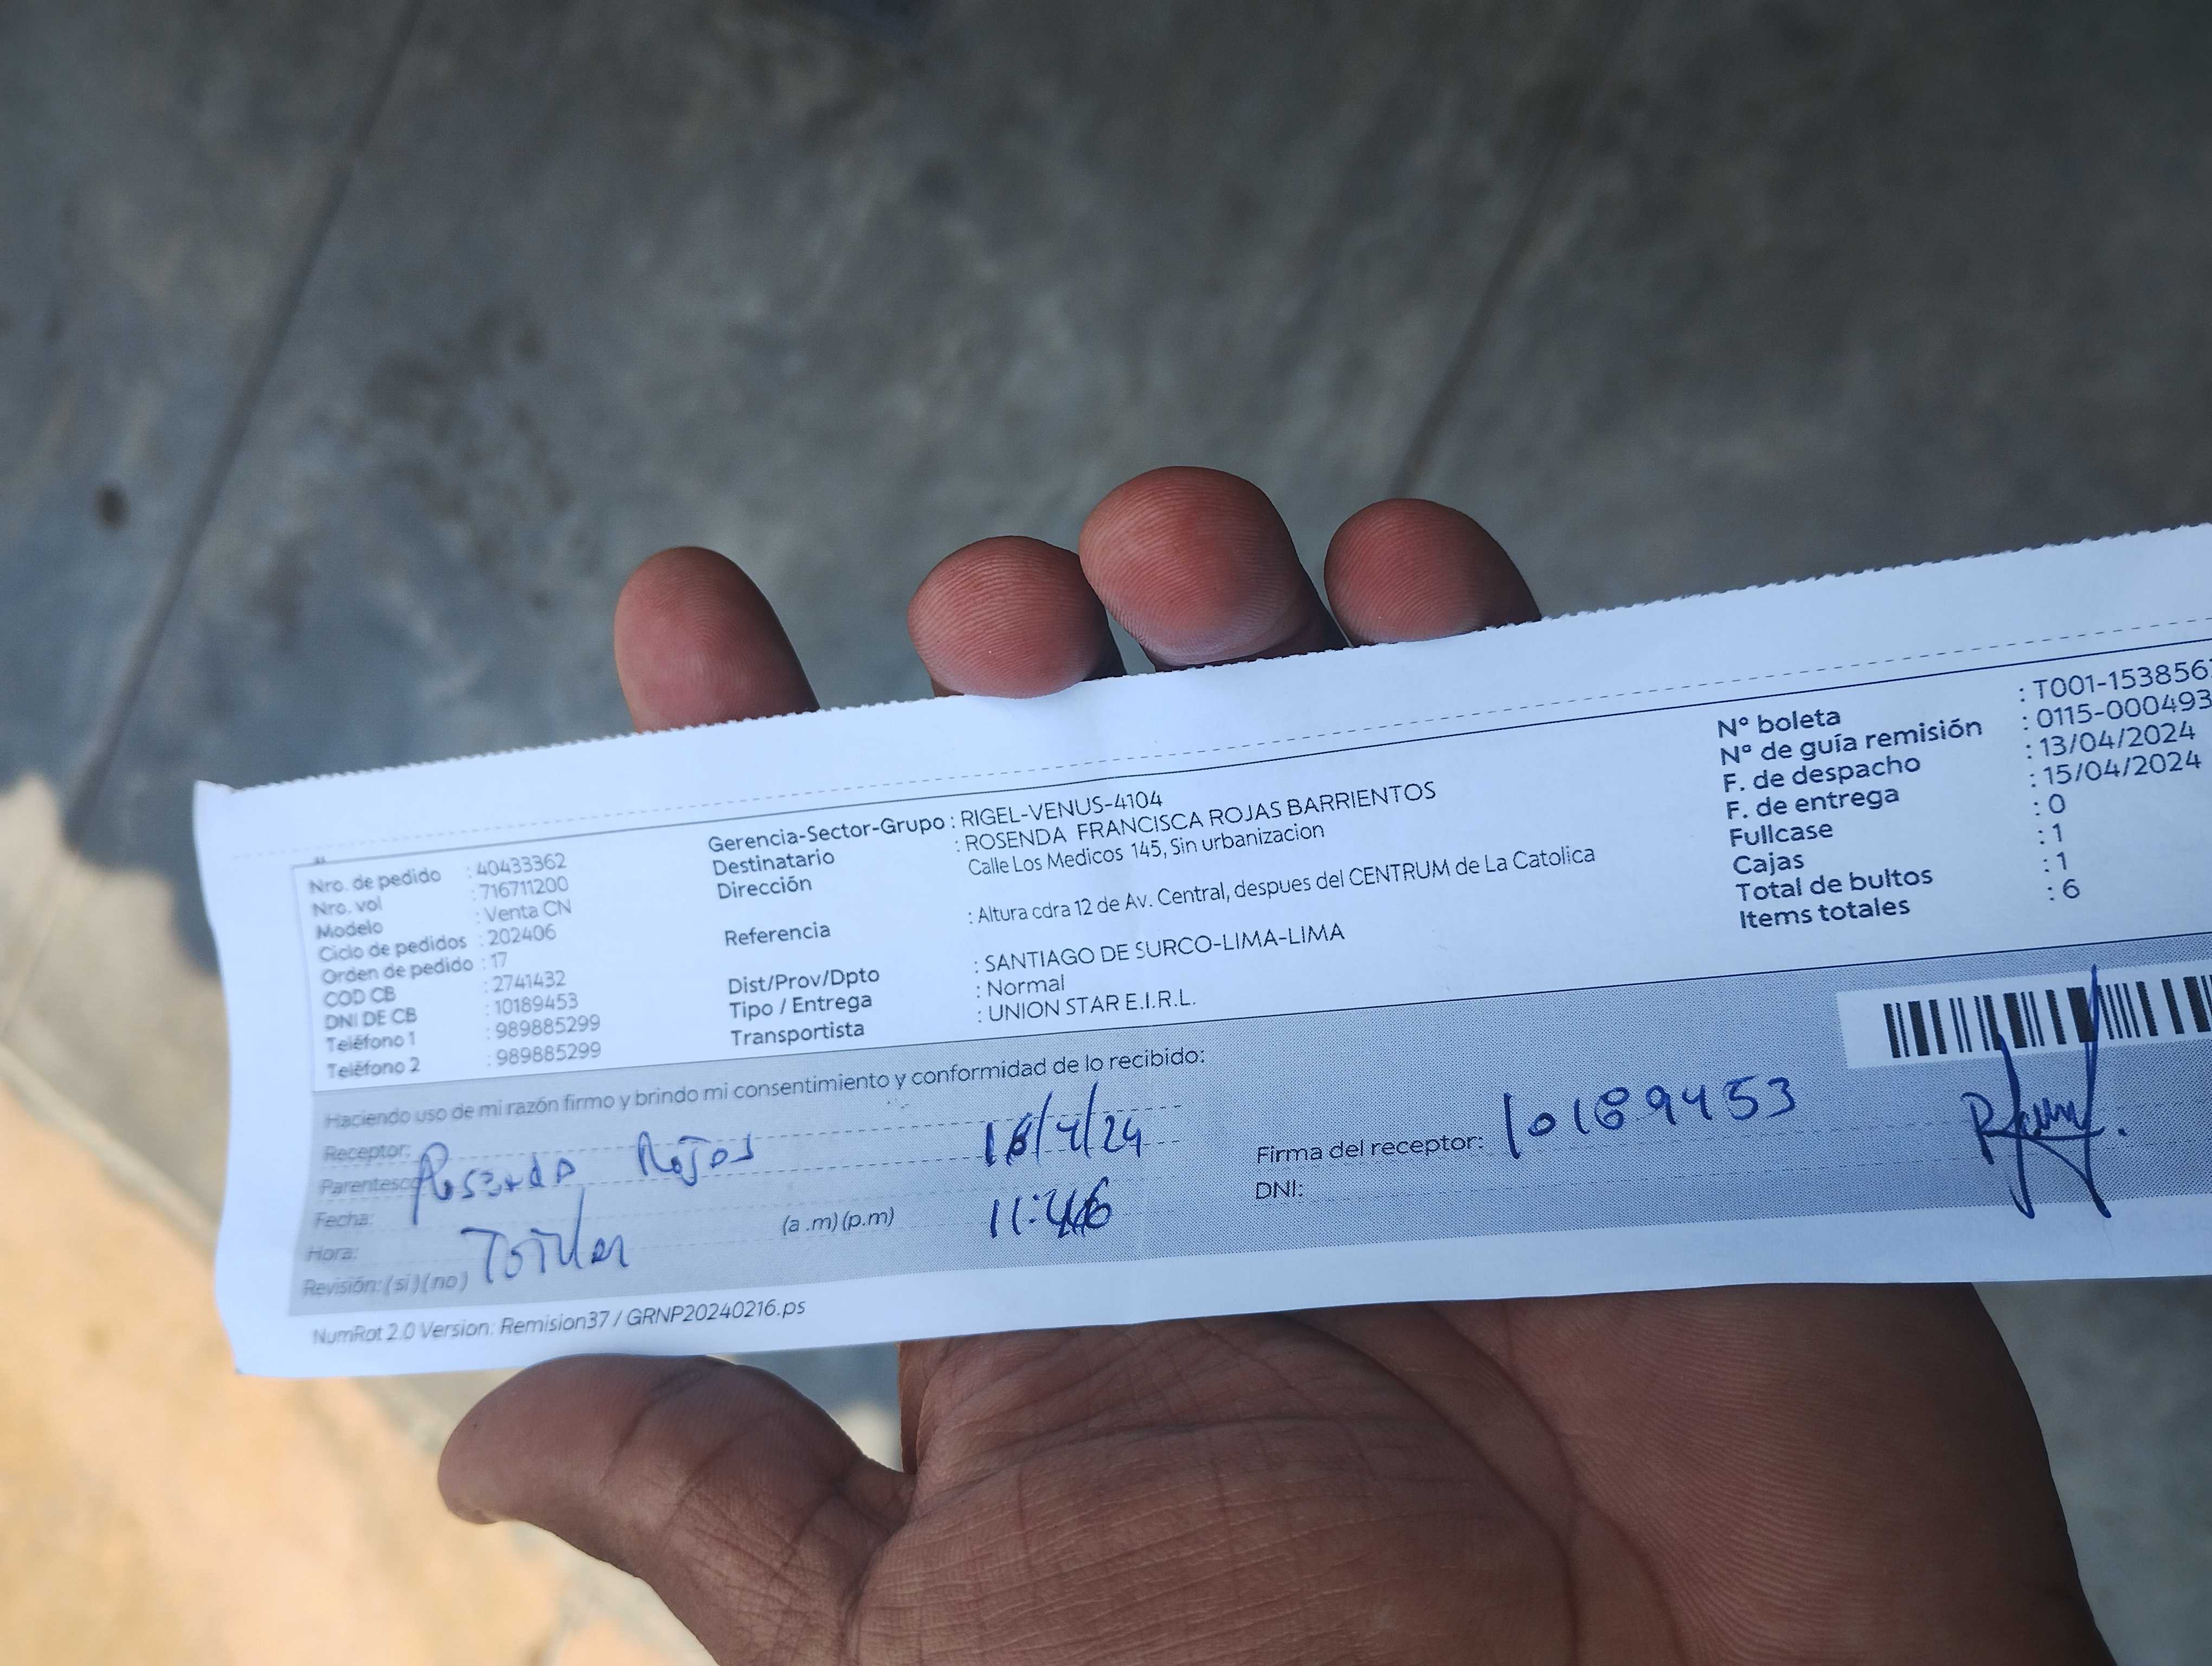 Nro. de pedido : 40433362
Nro. vol : 716711200
Modelo : Venta CN
Ciclo de pedidos : 202406
Orden de pedido : 17
COD CB : 2741432
DNI DE CB : 10189453
Teléfono 1 : 989885299
Teléfono 2 : 989885299
Gerencia-Sector-Grupo : RIGEL-VENUS-4104
Destinatario : ROSENDA FRANCISCA ROJAS BARRIENTOS
Dirección Calle Los Medicos 145, Sin urbanizacion
Referencia : Altura cdra 12 de Av. Central, despues del CENTRUM de La Catolica
Dist/Prov/Dpto : SANTIAGO DE SURCO-LIMA-LIMA
Tipo / Entrega : Normal
Transportista : UNION STAR E.I.R.L.
N° boleta : T001-153856
N° de guía remisión : 0115-000493
F. de despacho : 13/04/2024
F. de entrega : 15/04/2024
Fullcase : 0
Cajas : 1
Total de bultos : 1
Items totales : 6
Haciendo uso de mi razón firmo y brindo mi consentimiento y conformidad de lo recibido:
Receptor:
Parentesco Rosenda Rojas
Fecha: /4/24
Hora: Titular (a .m) (p.m) 11:
Revisión: (si) (no)
Firma del receptor: 10189453
DNI:
NumRot 2.0 Version: Remision37 / GRNP20240216.ps